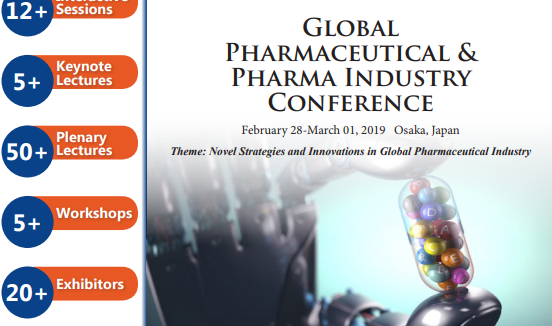 12+
Sessions
5+
Keynote
Lectures
50+
Plenary
Lectures
5+
Workshops
20+
Exhibitors
GLOBAL
PHARMACEUTICAL &
PHARMA INDUSTRY
CONFERENCE
February 28-March 01, 2019 Osaka, Japan
Theme: Novel Strategies and Innovations in Global Pharmaceutical Industry